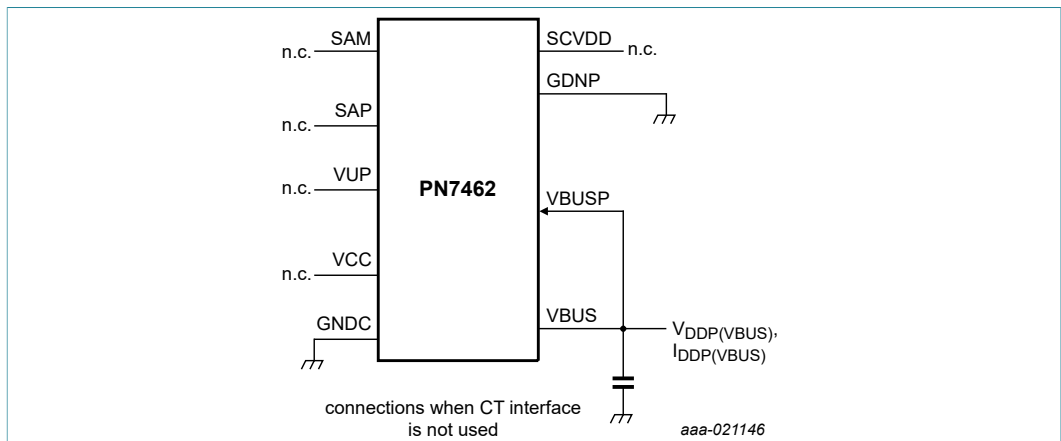 SAM
n.c.
SCVDD
n.c.
GDNP
SAP
n.c.
VUP
n.c.
PN7462
VBUSP
VCC
n.c.
GNDC
VBUS
VDDP(VBUS),
IDDP(VBUS)
connections when CT interface
is not used
aaa-021146